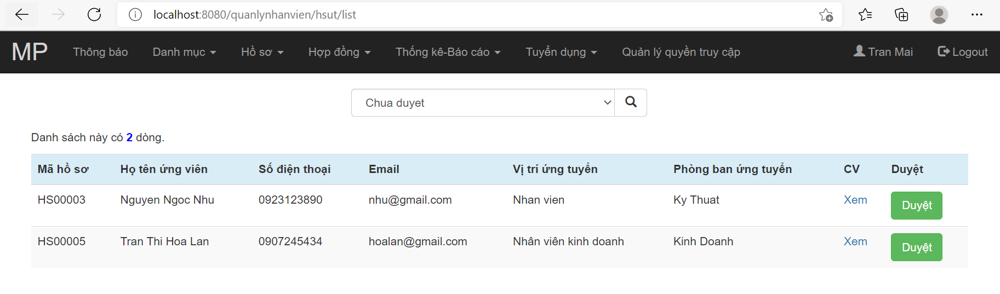 localhost:8080/quanlynhanvien/hsut/list
MP Thông báo Danh mục Hồ sơ Hợp đồng Thống kê-Báo cáo Tuyển dụng Quản lý quyền truy cập Tran Mai Logout
Chua duyet
Danh sách này có 2 dòng.
Mã hồ sơ Họ tên ứng viên Số điện thoại Email Vị trí ứng tuyển Phòng ban ứng tuyển CV Duyệt
HS00003 Nguyen Ngoc Nhu 0923123890 nhu@gmail.com Nhan vien Ky Thuat Xem Duyệt
HS00005 Tran Thi Hoa Lan 0907245434 hoalan@gmail.com Nhân viên kinh doanh Kinh Doanh Xem Duyệt